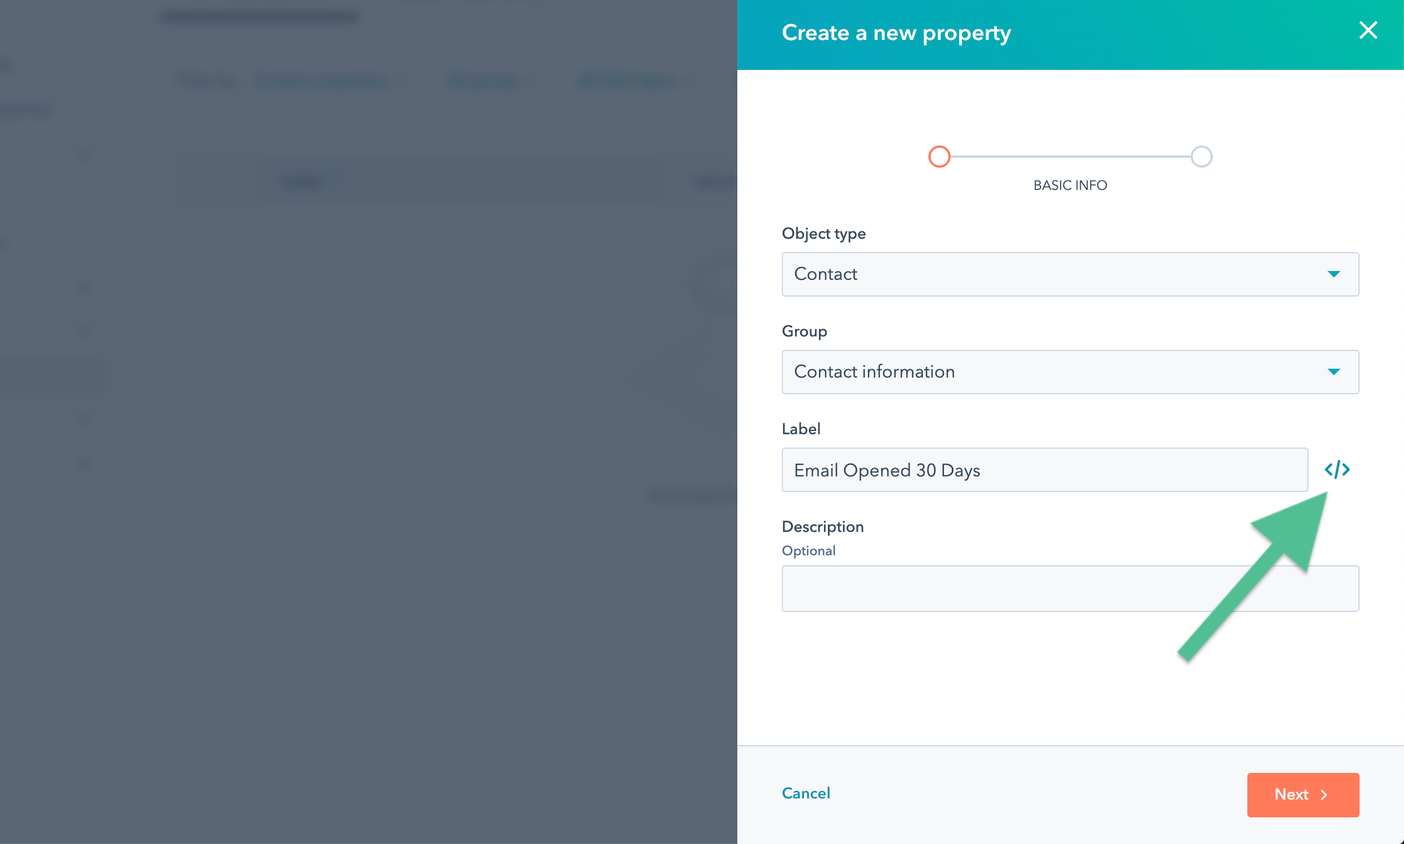 Create a new property
BASIC INFO
Object type
Contact
Group
Contact information
Label
Email Opened 30 Days
</>
Description
Optional
Cancel
Next